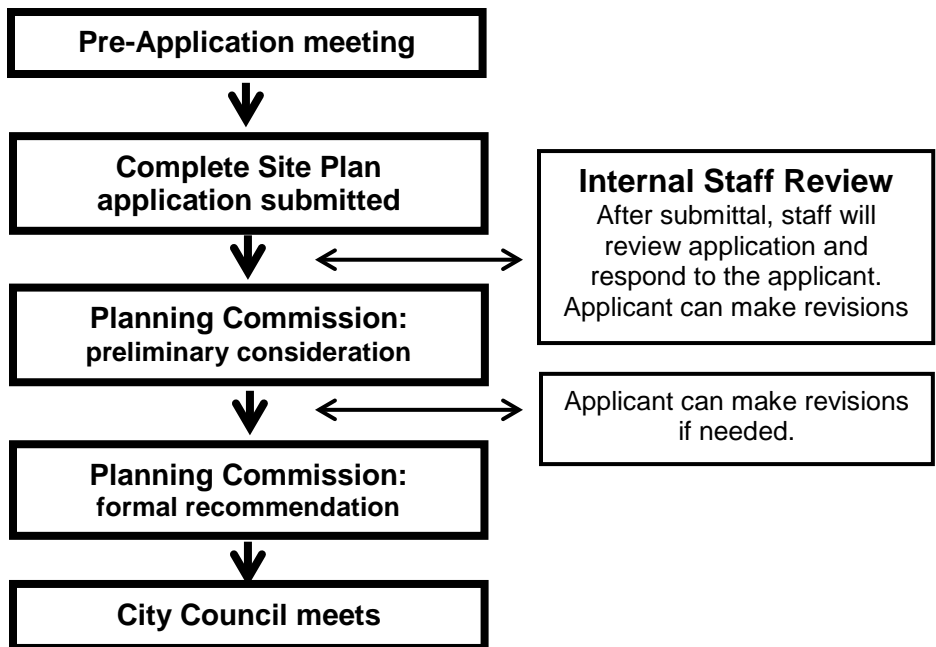 Pre-Application meeting
Complete Site Plan
application submitted
Internal Staff Review
After submittal, staff will
review application and
respond to the applicant.
Applicant can make revisions
Planning Commission:
preliminary consideration
Applicant can make revisions
if needed.
Planning Commission:
formal recommendation
City Council meets